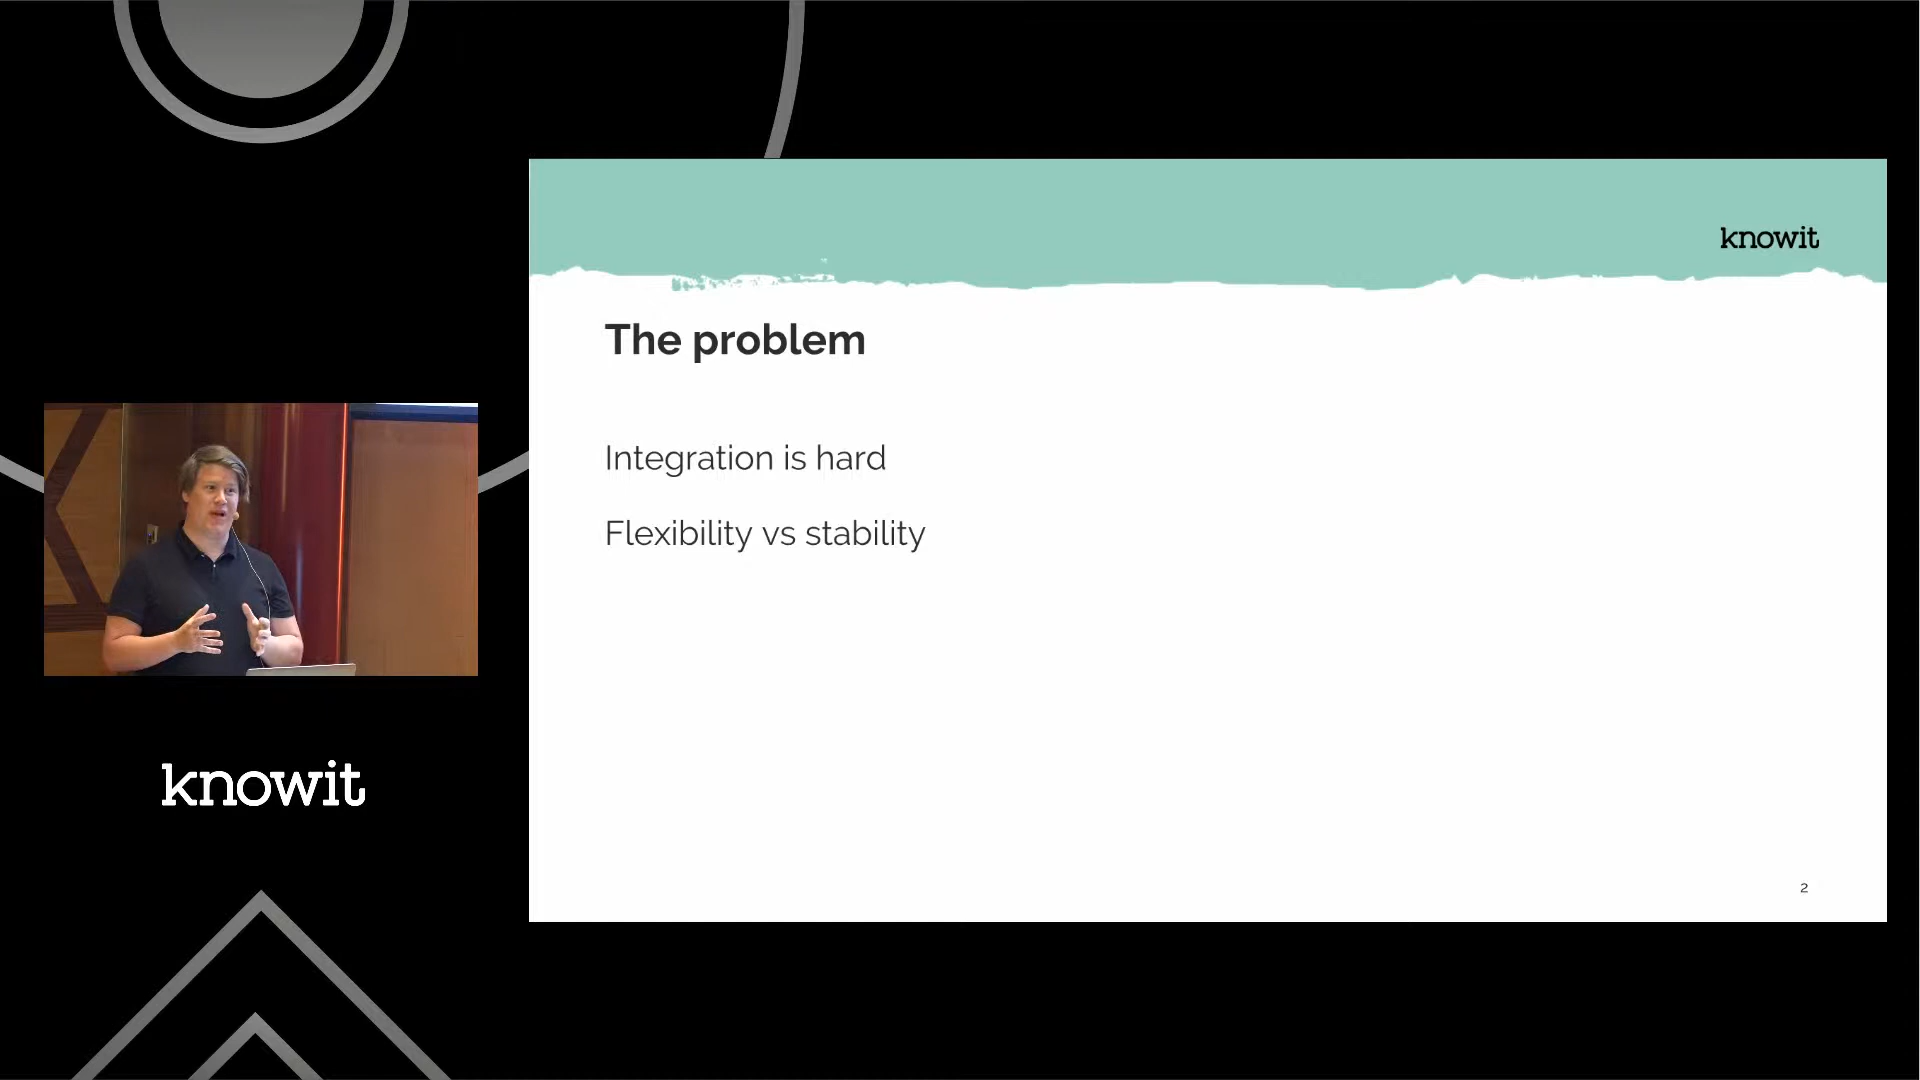 knowit
The problem
Integration is hard
Flexibility vs stability
2
knowit